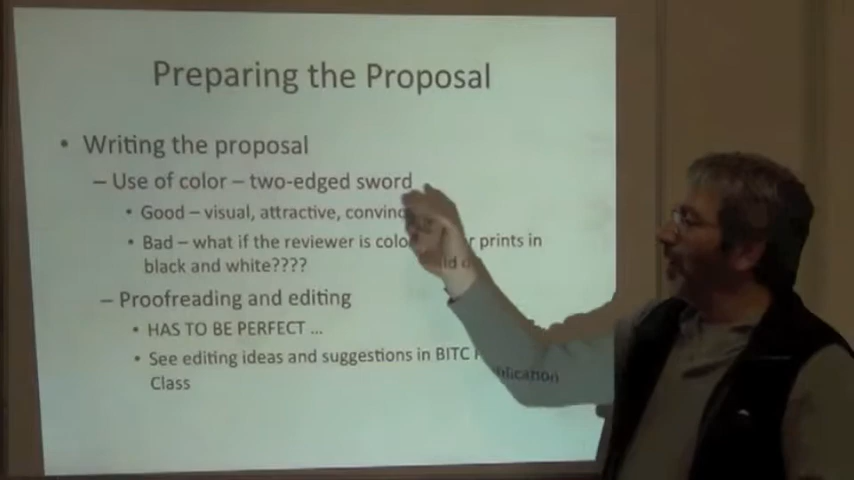 Preparing the Proposal
• Writing the proposal
– Use of color – two-edged sword
• Good – visual, attractive,
• Bad – what if the reviewer is prints in
black and white????
– Proofreading and editing
• HAS TO BE PERFECT ...
• See editing ideas and suggestions in BITC
Class